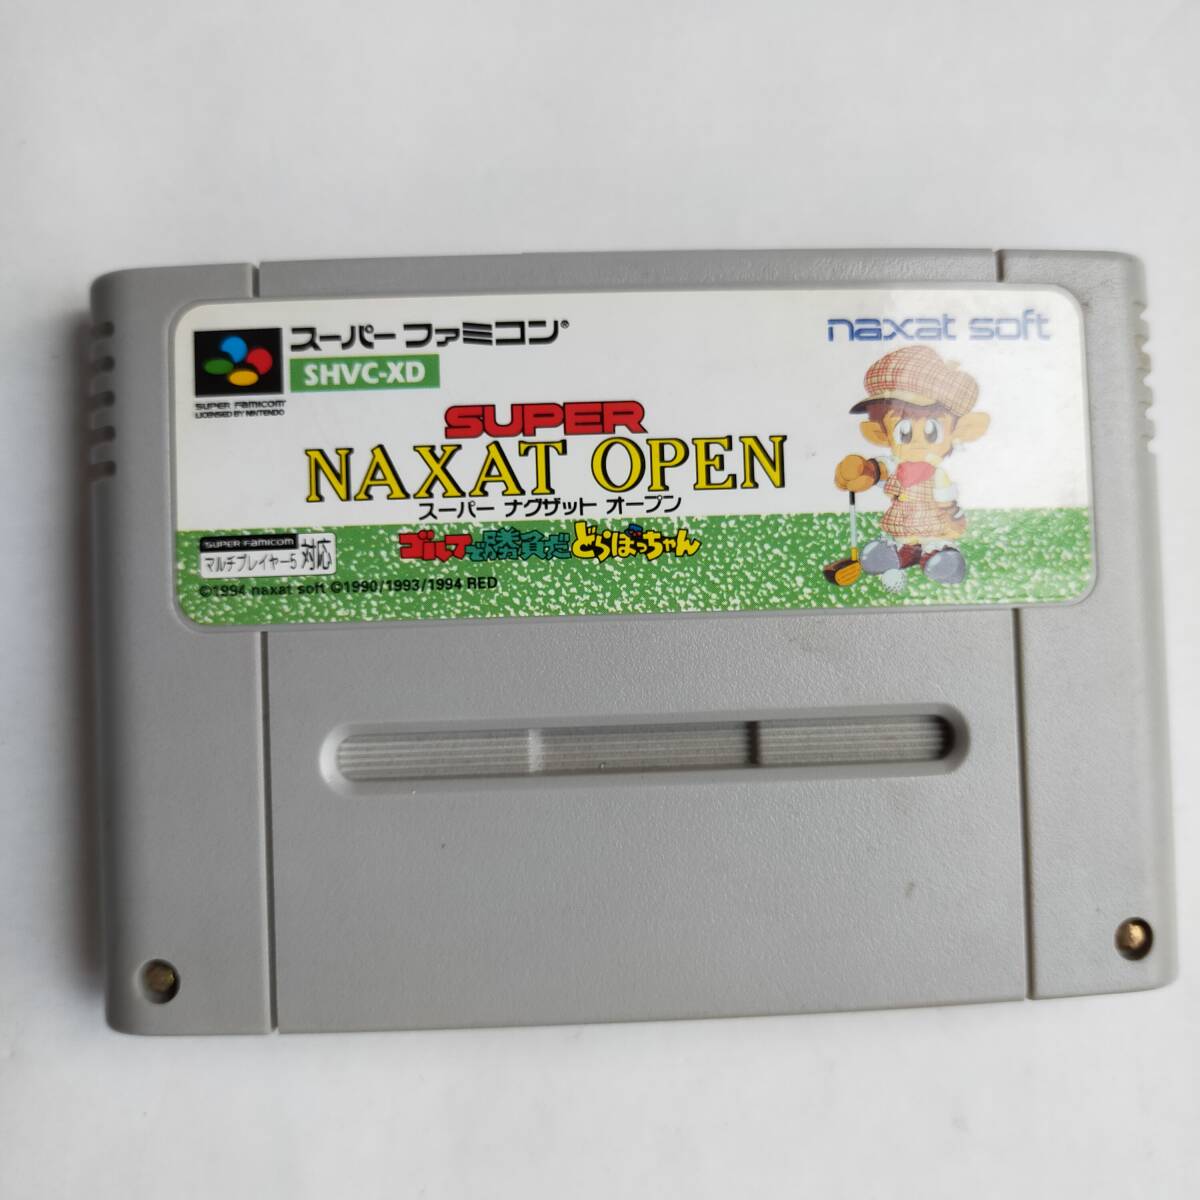 スーパーファミコン®
SHVC-XD
SUPER FAMICOM
LICENSED BY NINTENDO
naxat soft
SUPER
NAXAT OPEN
スーパー ナグザット オープン
ゴルフで勝負だ どらぼっちゃん
SUPER FAMICOM
マルチプレイヤー5 対応
©1994 naxat soft ©1990/1993/1994 RED